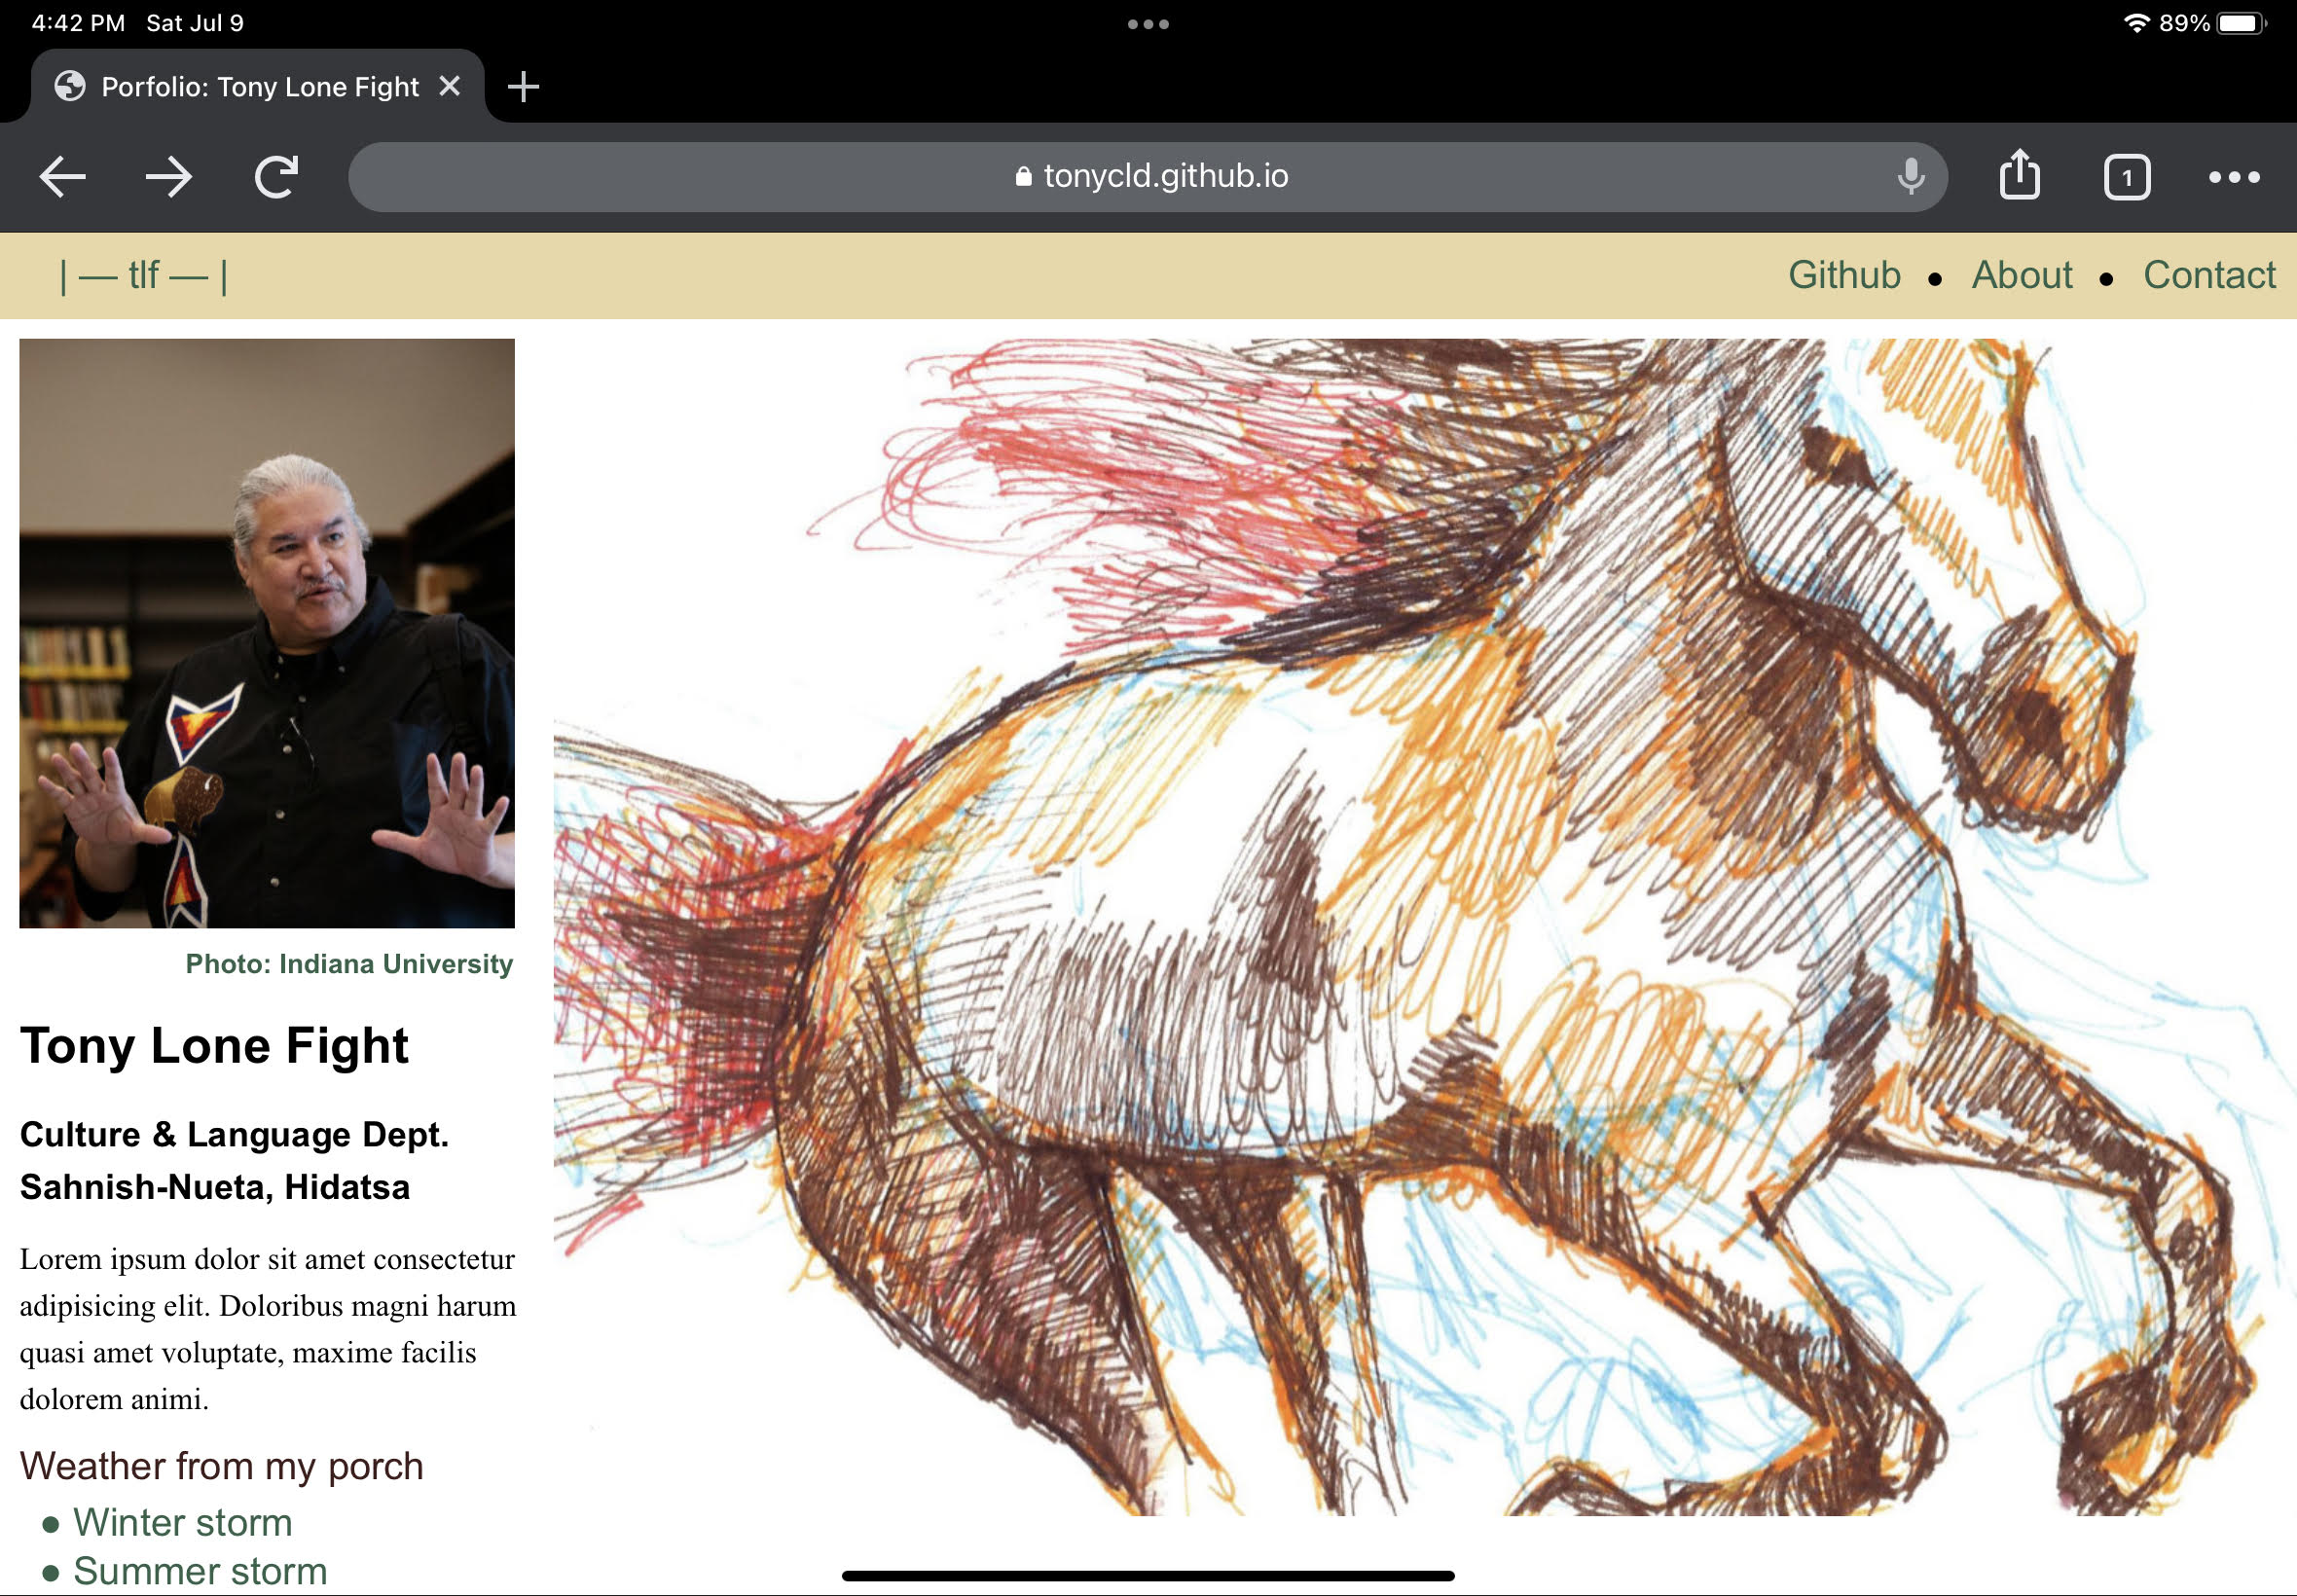 4:42 PM Sat Jul 9
89%
Porfolio: Tony Lone Fight
tonycld.github.io
1
| — tlf — |
Github • About • Contact
Photo: Indiana University
Tony Lone Fight
Culture & Language Dept.
Sahnish-Nueta, Hidatsa
Lorem ipsum dolor sit amet consectetur
adipisicing elit. Doloribus magni harum
quasi amet voluptate, maxime facilis
dolorem animi.
Weather from my porch
• Winter storm
• Summer storm